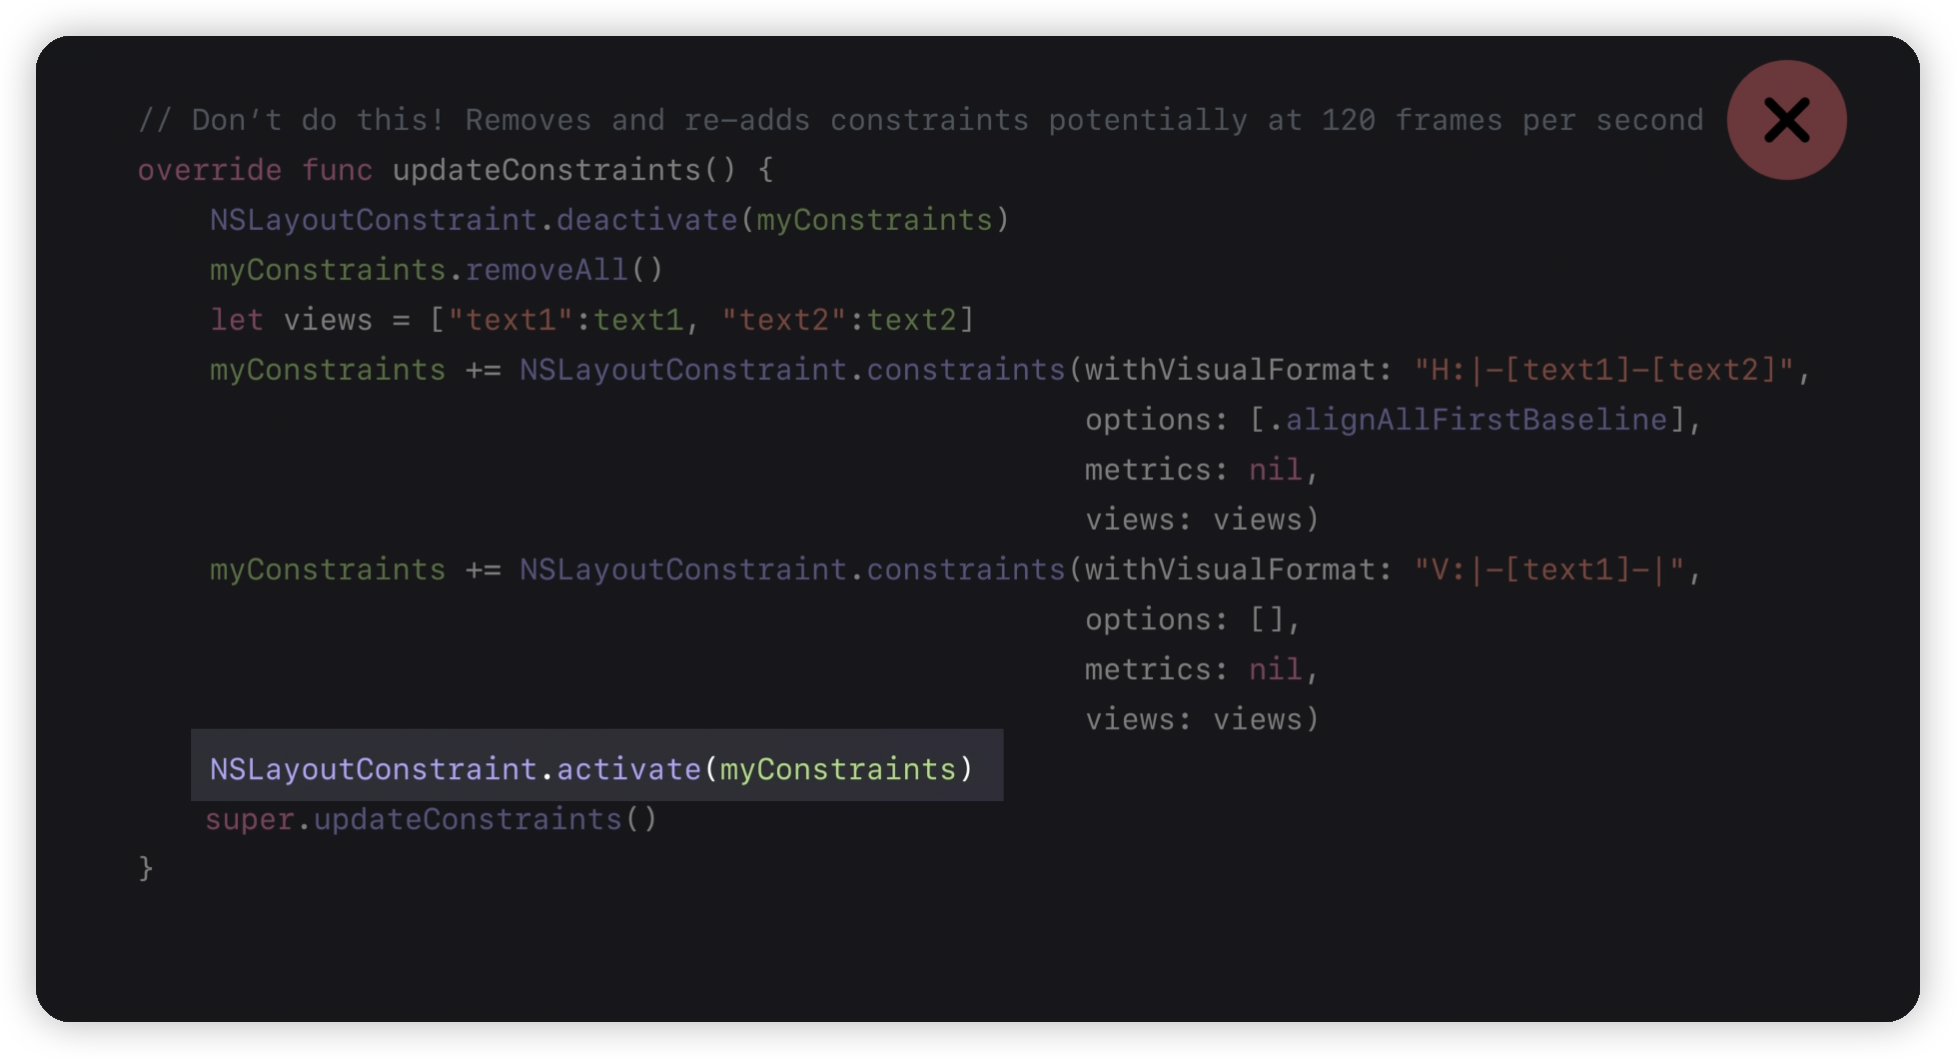 // Don't do this! Removes and re-adds constraints potentially at 120 frames per second
override func updateConstraints() {
NSLayoutConstraint.deactivate(myConstraints)
myConstraints.removeAll()
let views = ["text1":text1, "text2":text2]
myConstraints += NSLayoutConstraint.constraints(withVisualFormat: "H:|-[text1]-[text2]",
options: [.alignAllFirstBaseline],
metrics: nil,
views: views)
myConstraints += NSLayoutConstraint.constraints(withVisualFormat: "V:|-[text1]-|",
options: [],
metrics: nil,
views: views)
NSLayoutConstraint.activate(myConstraints)
super.updateConstraints()
}